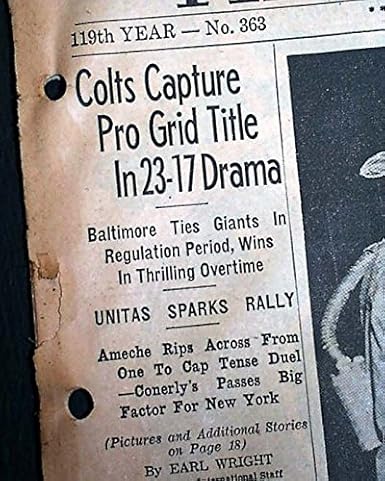 119th YEAR — No. 363
Colts Capture
Pro Grid Title
In 23-17 Drama
Baltimore Ties Giants In
Regulation Period, Wins
In Thrilling Overtime
UNITAS SPARKS RALLY
Ameche Rips Across From
One To Cap Tense Duel
—Conerly's Passes Big
Factor For New York
(Pictures and Additional Stories
on Page 18)
By EARL WRIGHT
International Staff